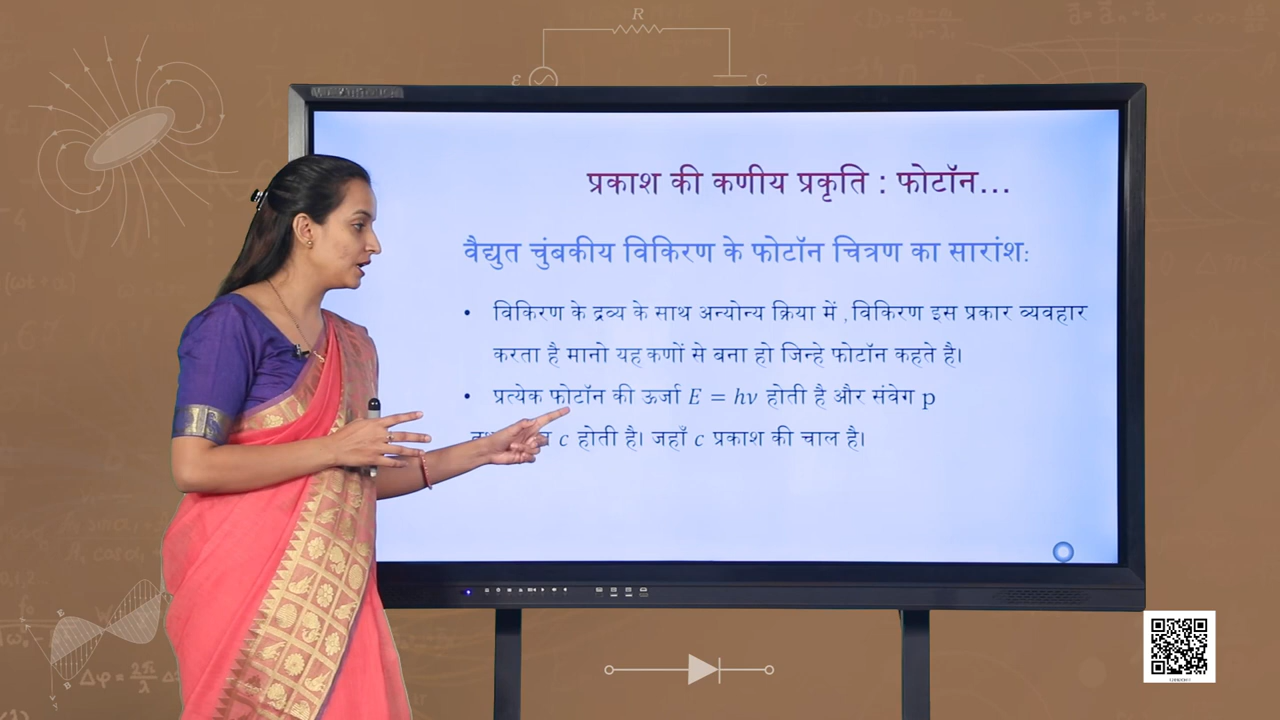 R
ε
C
प्रकाश की कणीय प्रकृति : फोटॉन...
वैद्युत चुंबकीय विकिरण के फोटॉन चित्रण का सारांश:
• विकिरण के द्रव्य के साथ अन्योन्य क्रिया में ,विकिरण इस प्रकार व्यवहार
करता है मानो यह कणों से बना हो जिन्हे फोटॉन कहते है।
• प्रत्येक फोटॉन की ऊर्जा E = hν होती है और संवेग p
c होती है। जहाँ c प्रकाश की चाल है।